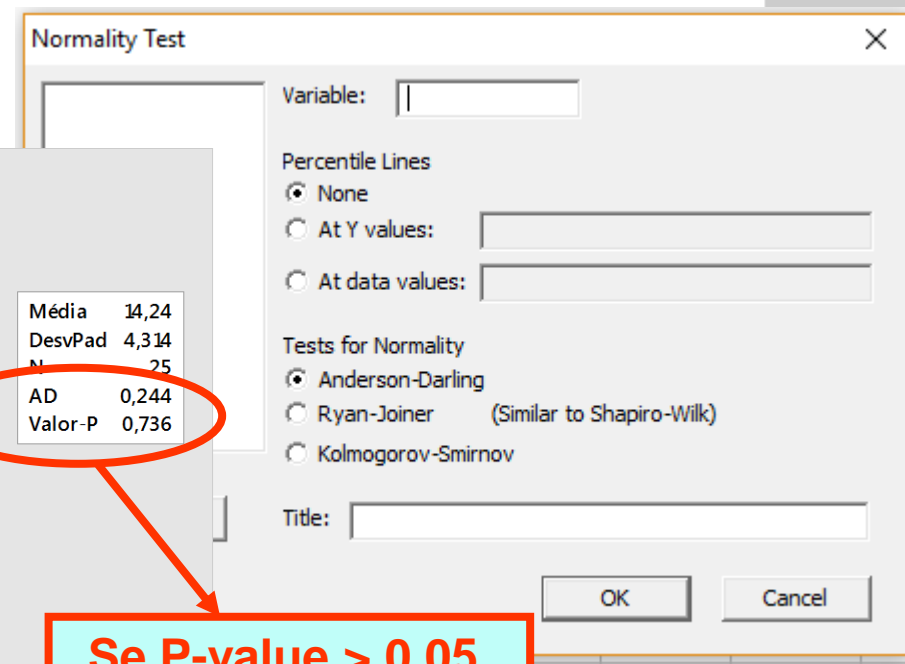 Normality Test
Variable:
Percentile Lines
None
At Y values:
At data values:
Média 14,24
DesvPad 4,314
N 25
AD 0,244
Valor-P 0,736
Tests for Normality
Anderson-Darling
Ryan-Joiner (Similar to Shapiro-Wilk)
Kolmogorov-Smirnov
Title:
OK Cancel
Se P-value > 0,05